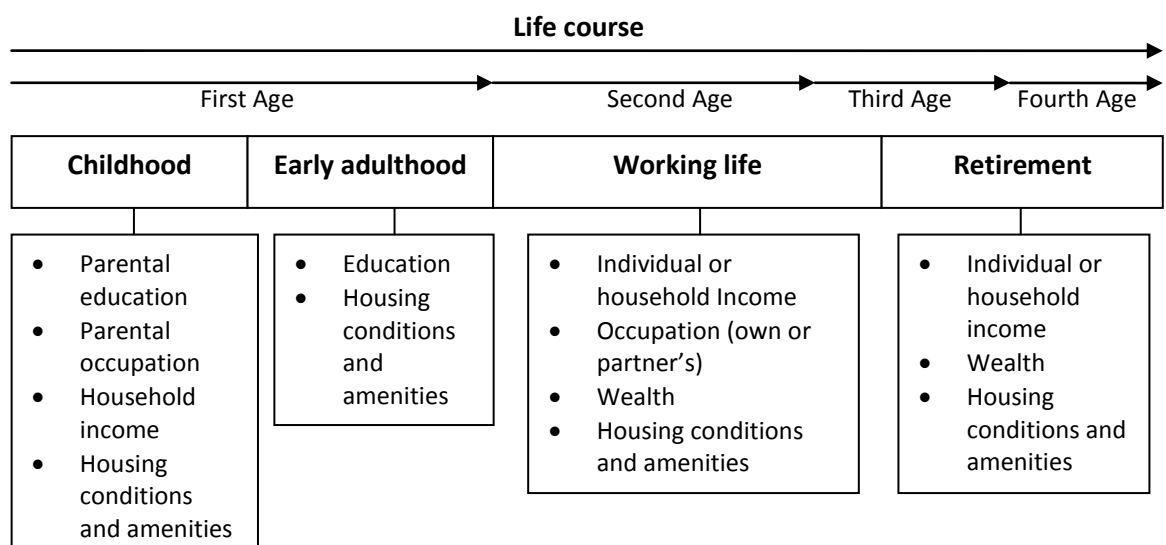 Life course
First Age
Second Age
Third Age
Fourth Age
Childhood
Early adulthood
Working life
Retirement
• Parental
education
• Parental
occupation
• Household
income
• Housing
conditions
and amenities
• Education
• Housing
conditions
and
amenities
• Individual or
household Income
• Occupation (own or
partner’s)
• Wealth
• Housing conditions
and amenities
• Individual or
household
income
• Wealth
• Housing
conditions and
amenities